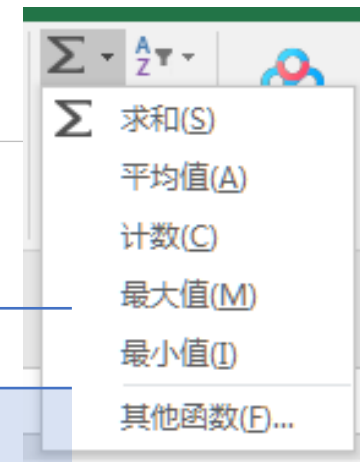 Σ
A
Z
Σ 求和(S)
平均值(A)
计数(C)
最大值(M)
最小值(I)
其他函数(F)...